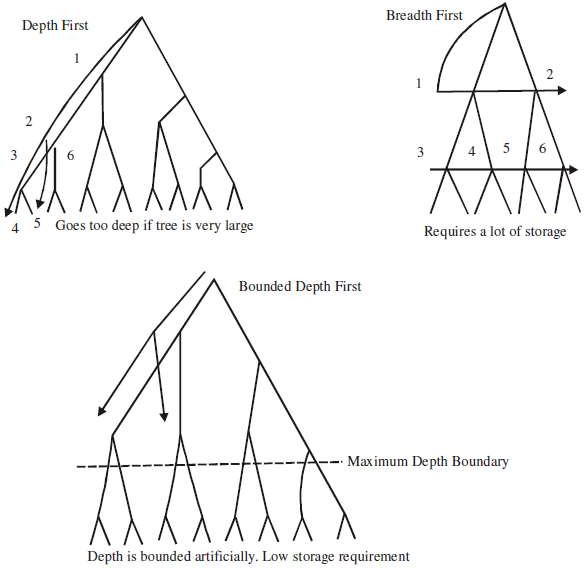 Depth First
1
2
3
6
4
5
Goes too deep if tree is very large
Breadth First
1
2
3
4
5
6
Requires a lot of storage
Bounded Depth First
Maximum Depth Boundary
Depth is bounded artificially. Low storage requirement